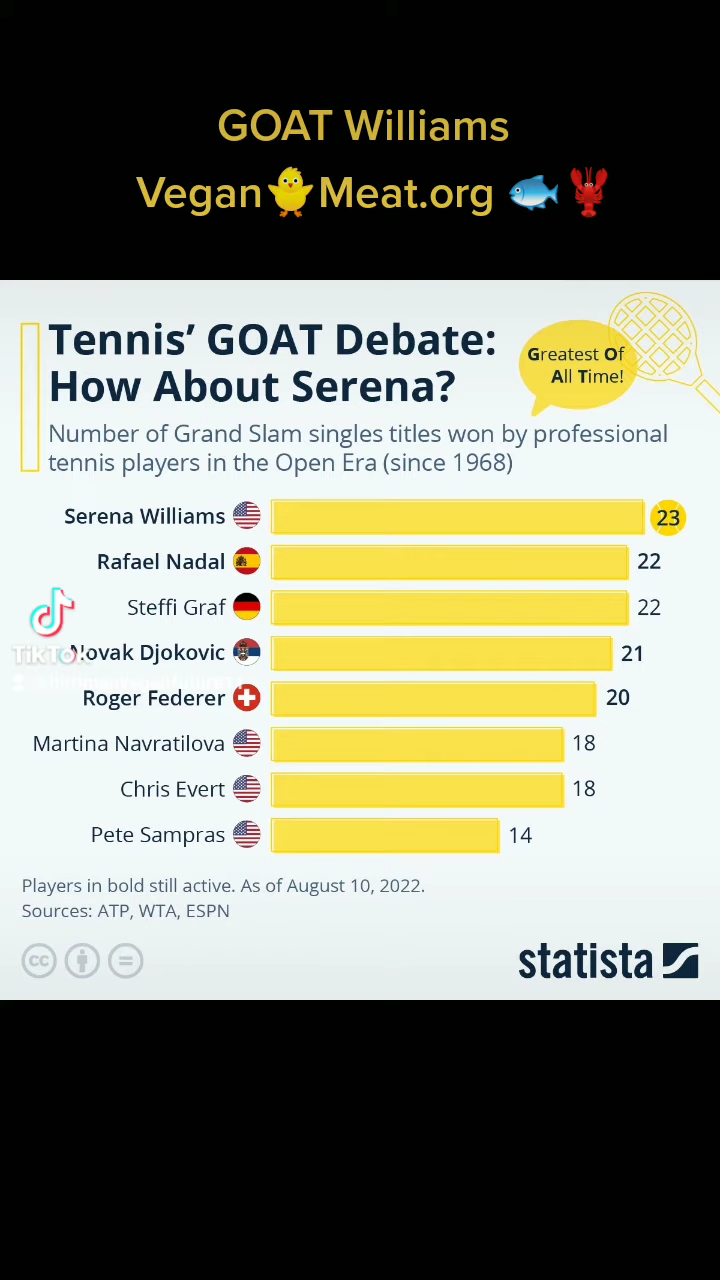 GOAT Williams
Vegan🐥Meat.org 🐟🦞
Tennis' GOAT Debate:
How About Serena?
Greatest Of
All Time!
Number of Grand Slam singles titles won by professional
tennis players in the Open Era (since 1968)
Serena Williams 23
Rafael Nadal 22
Steffi Graf 22
Novak Djokovic 21
Roger Federer 20
Martina Navratilova 18
Chris Evert 18
Pete Sampras 14
TikTok
Players in bold still active. As of August 10, 2022.
Sources: ATP, WTA, ESPN
cc
statista